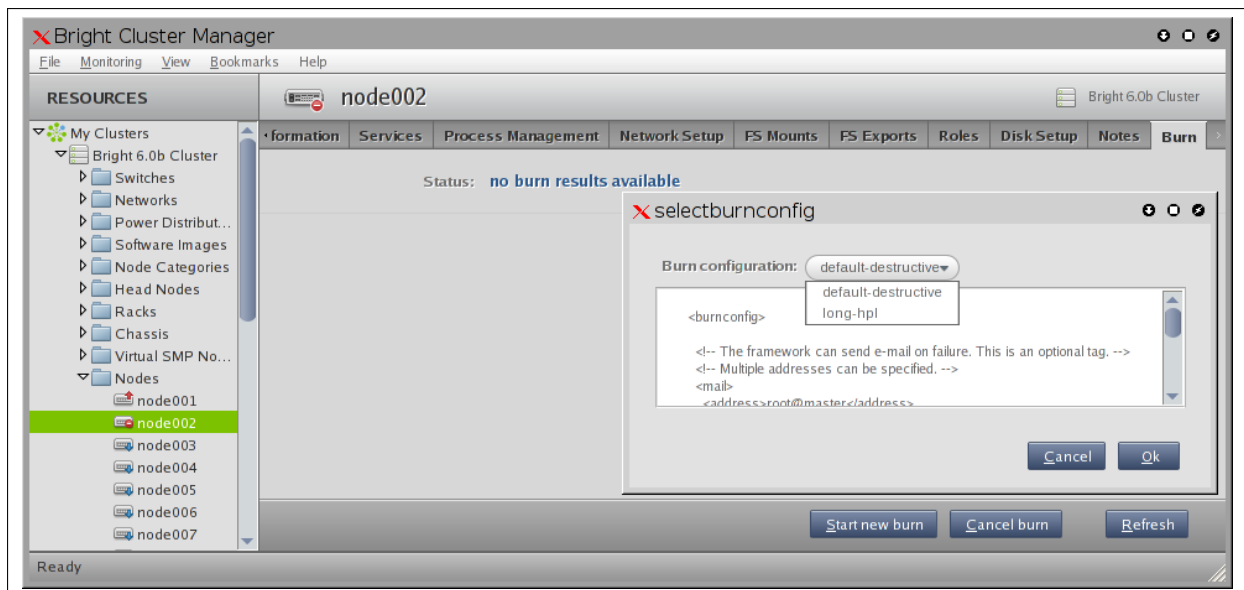 Bright Cluster Manager
File Monitoring View Bookmarks Help
RESOURCES
node002
Bright 6.0b Cluster
My Clusters
Bright 6.0b Cluster
Switches
Networks
Power Distribut...
Software Images
Node Categories
Head Nodes
Racks
Chassis
Virtual SMP No...
Nodes
node001
node002
node003
node004
node005
node006
node007
formation Services Process Management Network Setup FS Mounts FS Exports Roles Disk Setup Notes Burn
Status: no burn results available
selectburnconfig
Burn configuration: default-destructive
default-destructive
long-hpl
<burnconfig>
<!-- The framework can send e-mail on failure. This is an optional tag. -->
<!-- Multiple addresses can be specified. -->
<mail>
<address>root@master</address>
Cancel Ok
Start new burn Cancel burn Refresh
Ready